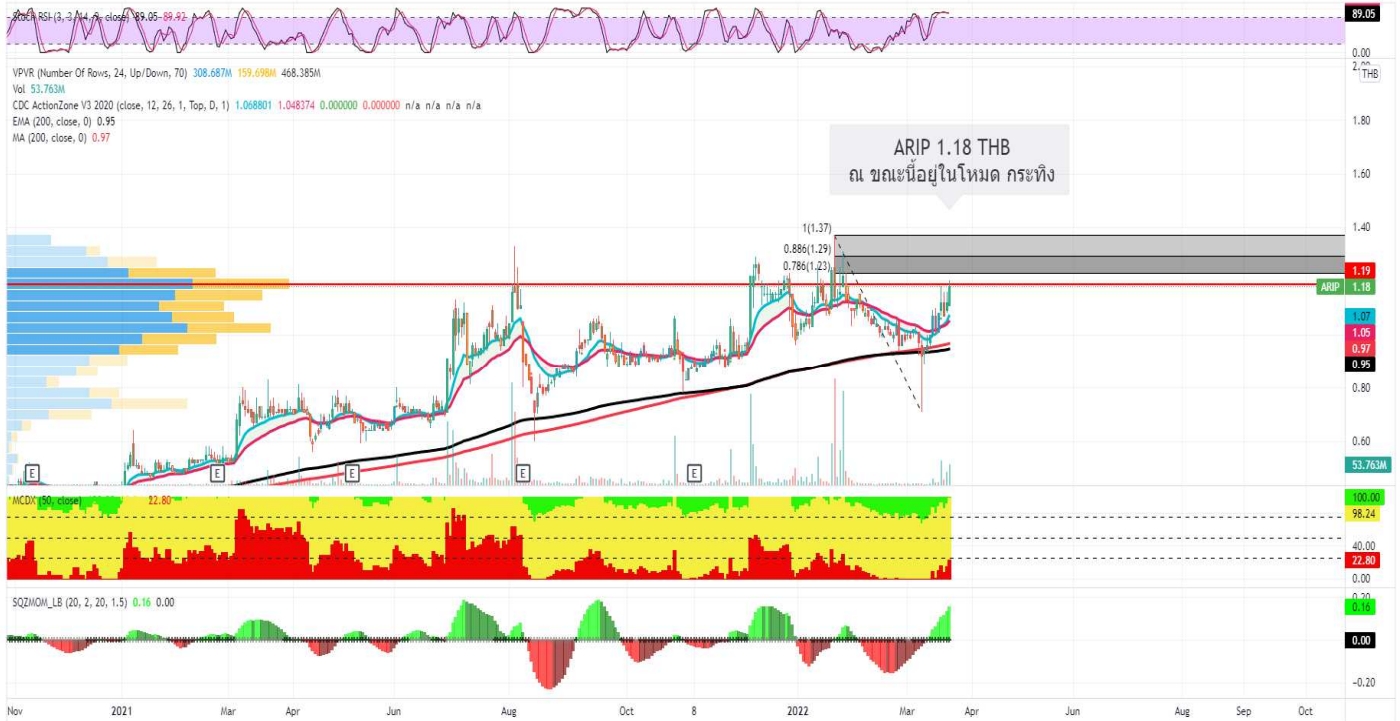 Stoch RSI (3, 3, 14, 9, close) 89.05 89.92
89.05
0.00
2.00
THB
VPVR (Number Of Rows, 24, Up/Down, 70) 308.687M 159.698M 468.385M
Vol 53.763M
CDC ActionZone V3 2020 (close, 12, 26, 1, Top, D, 1) 1.068801 1.048374 0.000000 0.000000 n/a n/a n/a n/a
EMA (200, close, 0) 0.95
MA (200, close, 0) 0.97
1.80
ARIP 1.18 THB
ณ ขณะนี้อยู่ในโหมด กระทิง
1.60
1(1.37)
1.40
0.886(1.29)
0.786(1.23)
1.19
ARIP 1.18
1.07
1.05
0.97
0.95
0.80
0.60
E E E E E
53.763M
MCDX (50, close) 22.80
100.00
98.24
40.00
22.80
0.00
SQZMOM_LB (20, 2, 20, 1.5) 0.16 0.00
0.20
0.16
0.00
−0.20
Nov 2021 Mar Apr Jun Aug Oct 8 2022 Mar Apr Jun Aug Sep Oct